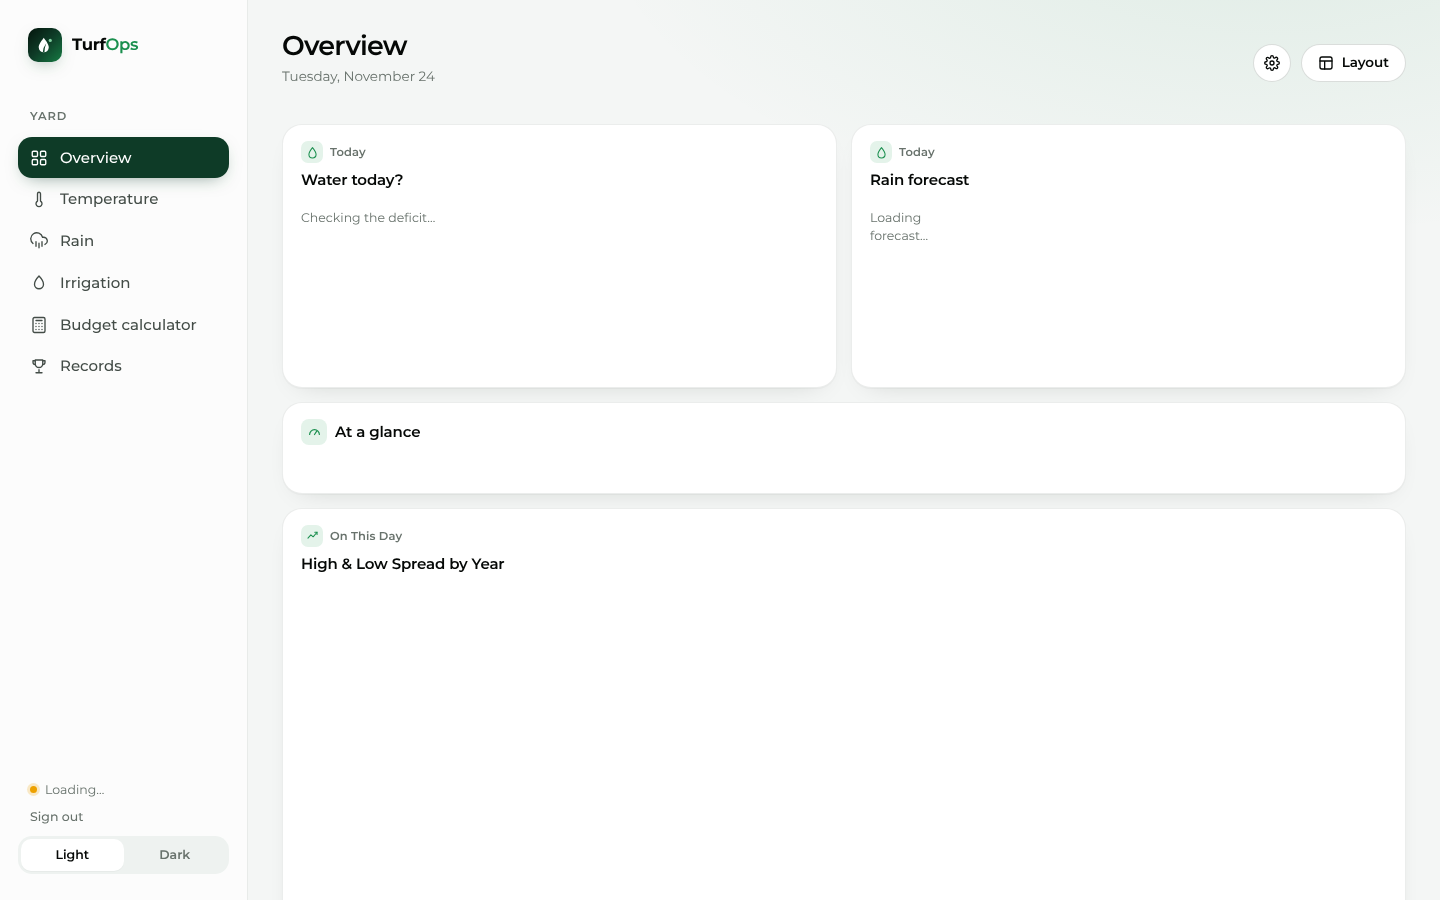 TurfOps
YARD
Overview
Temperature
Rain
Irrigation
Budget calculator
Records
Loading...
Sign out
Light
Dark
Overview
Tuesday, November 24
Layout
Today
Water today?
Checking the deficit...
Today
Rain forecast
Loading
forecast...
At a glance
On This Day
High & Low Spread by Year